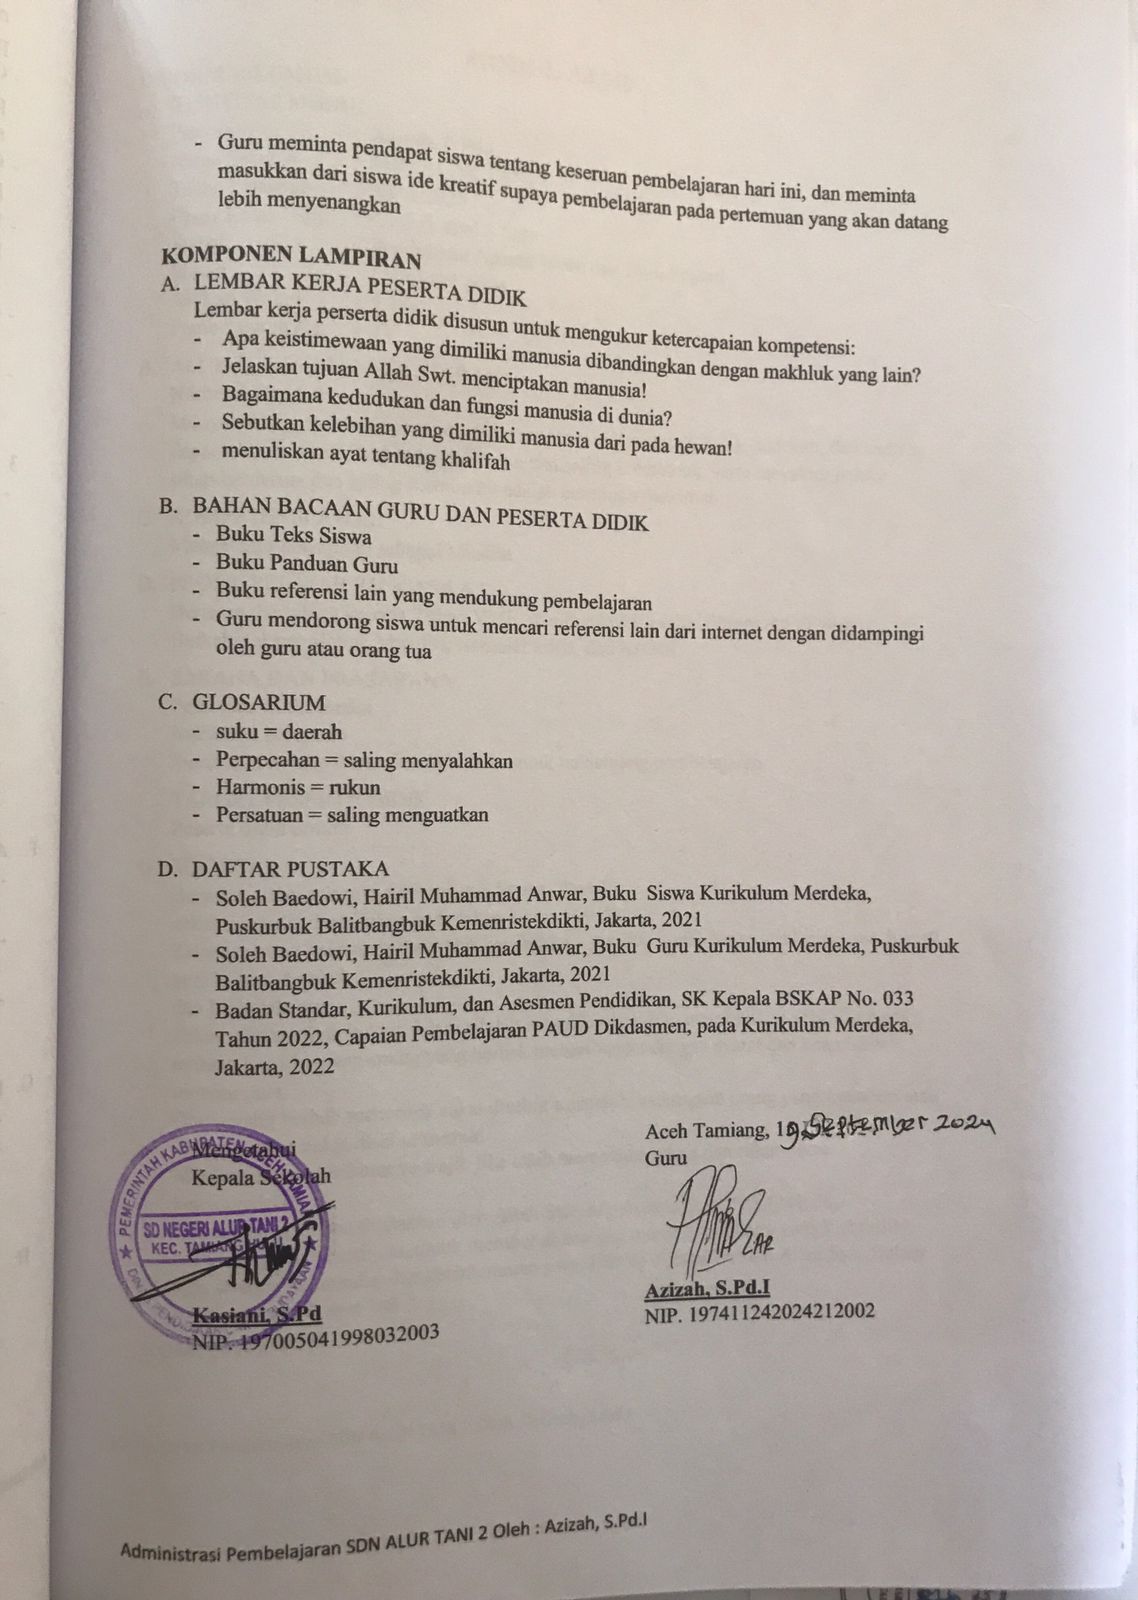 - Guru meminta pendapat siswa tentang keseruan pembelajaran hari ini, dan meminta
masukkan dari siswa ide kreatif supaya pembelajaran pada pertemuan yang akan datang
lebih menyenangkan
KOMPONEN LAMPIRAN
A. LEMBAR KERJA PESERTA DIDIK
Lembar kerja perserta didik disusun untuk mengukur ketercapaian kompetensi:
- Apa keistimewaan yang dimiliki manusia dibandingkan dengan makhluk yang lain?
- Jelaskan tujuan Allah Swt. menciptakan manusia!
- Bagaimana kedudukan dan fungsi manusia di dunia?
- Sebutkan kelebihan yang dimiliki manusia dari pada hewan!
- menuliskan ayat tentang khalifah
B. BAHAN BACAAN GURU DAN PESERTA DIDIK
- Buku Teks Siswa
- Buku Panduan Guru
- Buku referensi lain yang mendukung pembelajaran
- Guru mendorong siswa untuk mencari referensi lain dari internet dengan didampingi
oleh guru atau orang tua
C. GLOSARIUM
- suku = daerah
- Perpecahan = saling menyalahkan
- Harmonis = rukun
- Persatuan = saling menguatkan
D. DAFTAR PUSTAKA
- Soleh Baedowi, Hairil Muhammad Anwar, Buku Siswa Kurikulum Merdeka,
Puskurbuk Balitbangbuk Kemenristekdikti, Jakarta, 2021
- Soleh Baedowi, Hairil Muhammad Anwar, Buku Guru Kurikulum Merdeka, Puskurbuk
Balitbangbuk Kemenristekdikti, Jakarta, 2021
- Badan Standar, Kurikulum, dan Asesmen Pendidikan, SK Kepala BSKAP No. 033
Tahun 2022, Capaian Pembelajaran PAUD Dikdasmen, pada Kurikulum Merdeka,
Jakarta, 2022
Aceh Tamiang, 19 September 2024
Guru
Mengetahui
Kepala Sekolah
PEMERINTAH KABUPATEN ACEH TAMIANG
SD NEGERI ALUR TANI 2
KEC. TAMIANG HULU
Azizah, S.Pd.I
NIP. 197411242024212002
Kasiani, S.Pd
NIP. 197005041998032003
Administrasi Pembelajaran SDN ALUR TANI 2 Oleh : Azizah, S.Pd.I